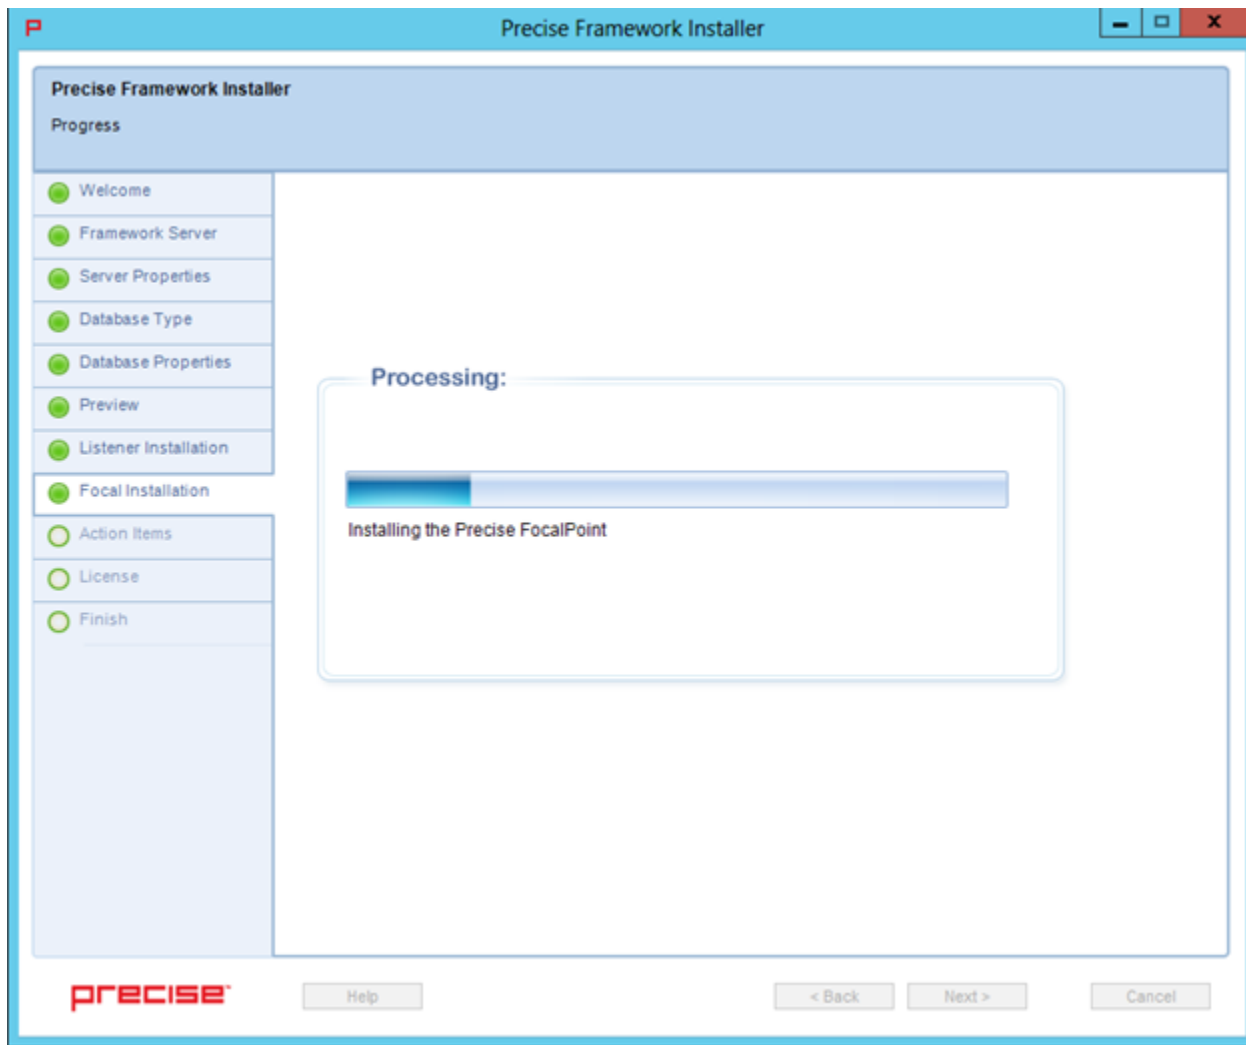 P
Precise Framework Installer
X
Precise Framework Installer
Progress
Welcome
Framework Server
Server Properties
Database Type
Database Properties
Preview
Listener Installation
Focal Installation
Action Items
License
Finish
Processing:
Installing the Precise FocalPoint
precise™
Help
< Back
Next >
Cancel